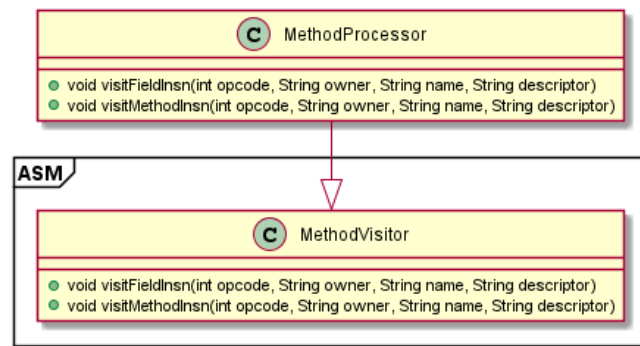 C MethodProcessor
void visitFieldInsn(int opcode, String owner, String name, String descriptor)
void visitMethodInsn(int opcode, String owner, String name, String descriptor)
ASM
C MethodVisitor
void visitFieldInsn(int opcode, String owner, String name, String descriptor)
void visitMethodInsn(int opcode, String owner, String name, String descriptor)